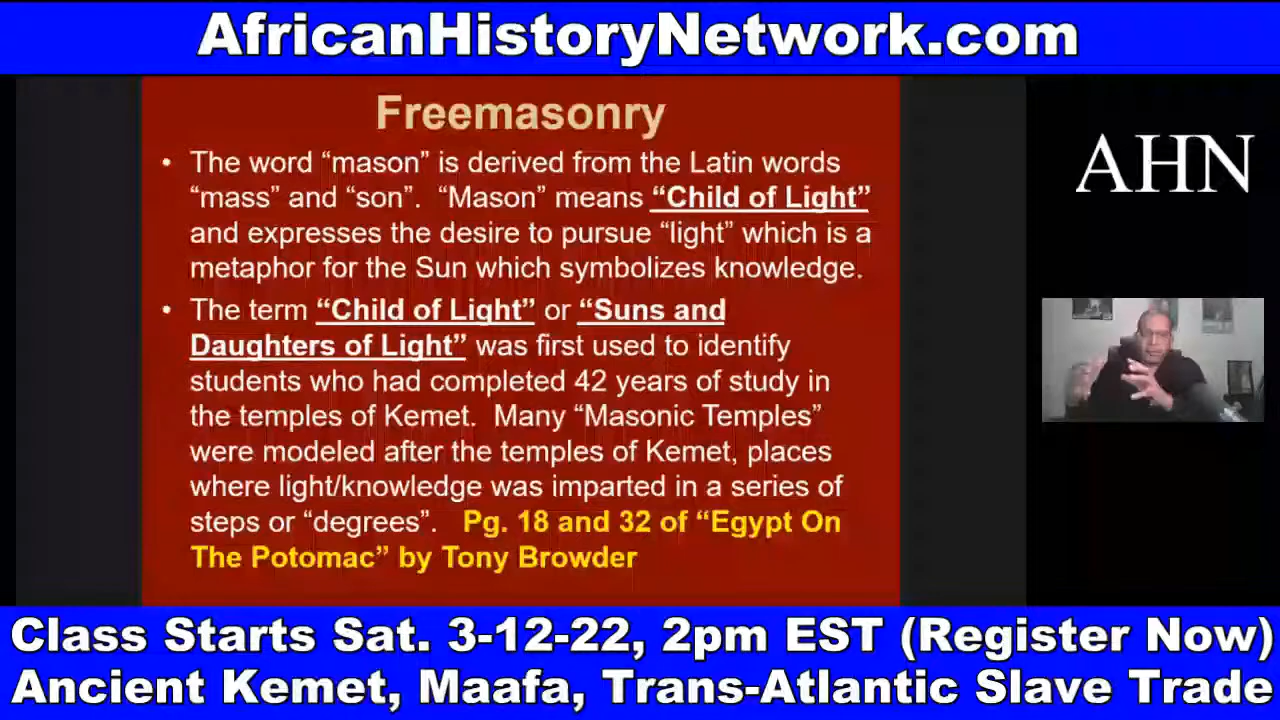 AfricanHistoryNetwork.com
Freemasonry
• The word “mason” is derived from the Latin words
“mass” and “son”. “Mason” means “Child of Light”
and expresses the desire to pursue “light” which is a
metaphor for the Sun which symbolizes knowledge.
• The term “Child of Light” or “Suns and
Daughters of Light” was first used to identify
students who had completed 42 years of study in
the temples of Kemet. Many “Masonic Temples”
were modeled after the temples of Kemet, places
where light/knowledge was imparted in a series of
steps or “degrees”. Pg. 18 and 32 of “Egypt On
The Potomac” by Tony Browder
AHN
Class Starts Sat. 3-12-22, 2pm EST (Register Now)
Ancient Kemet, Maafa, Trans-Atlantic Slave Trade